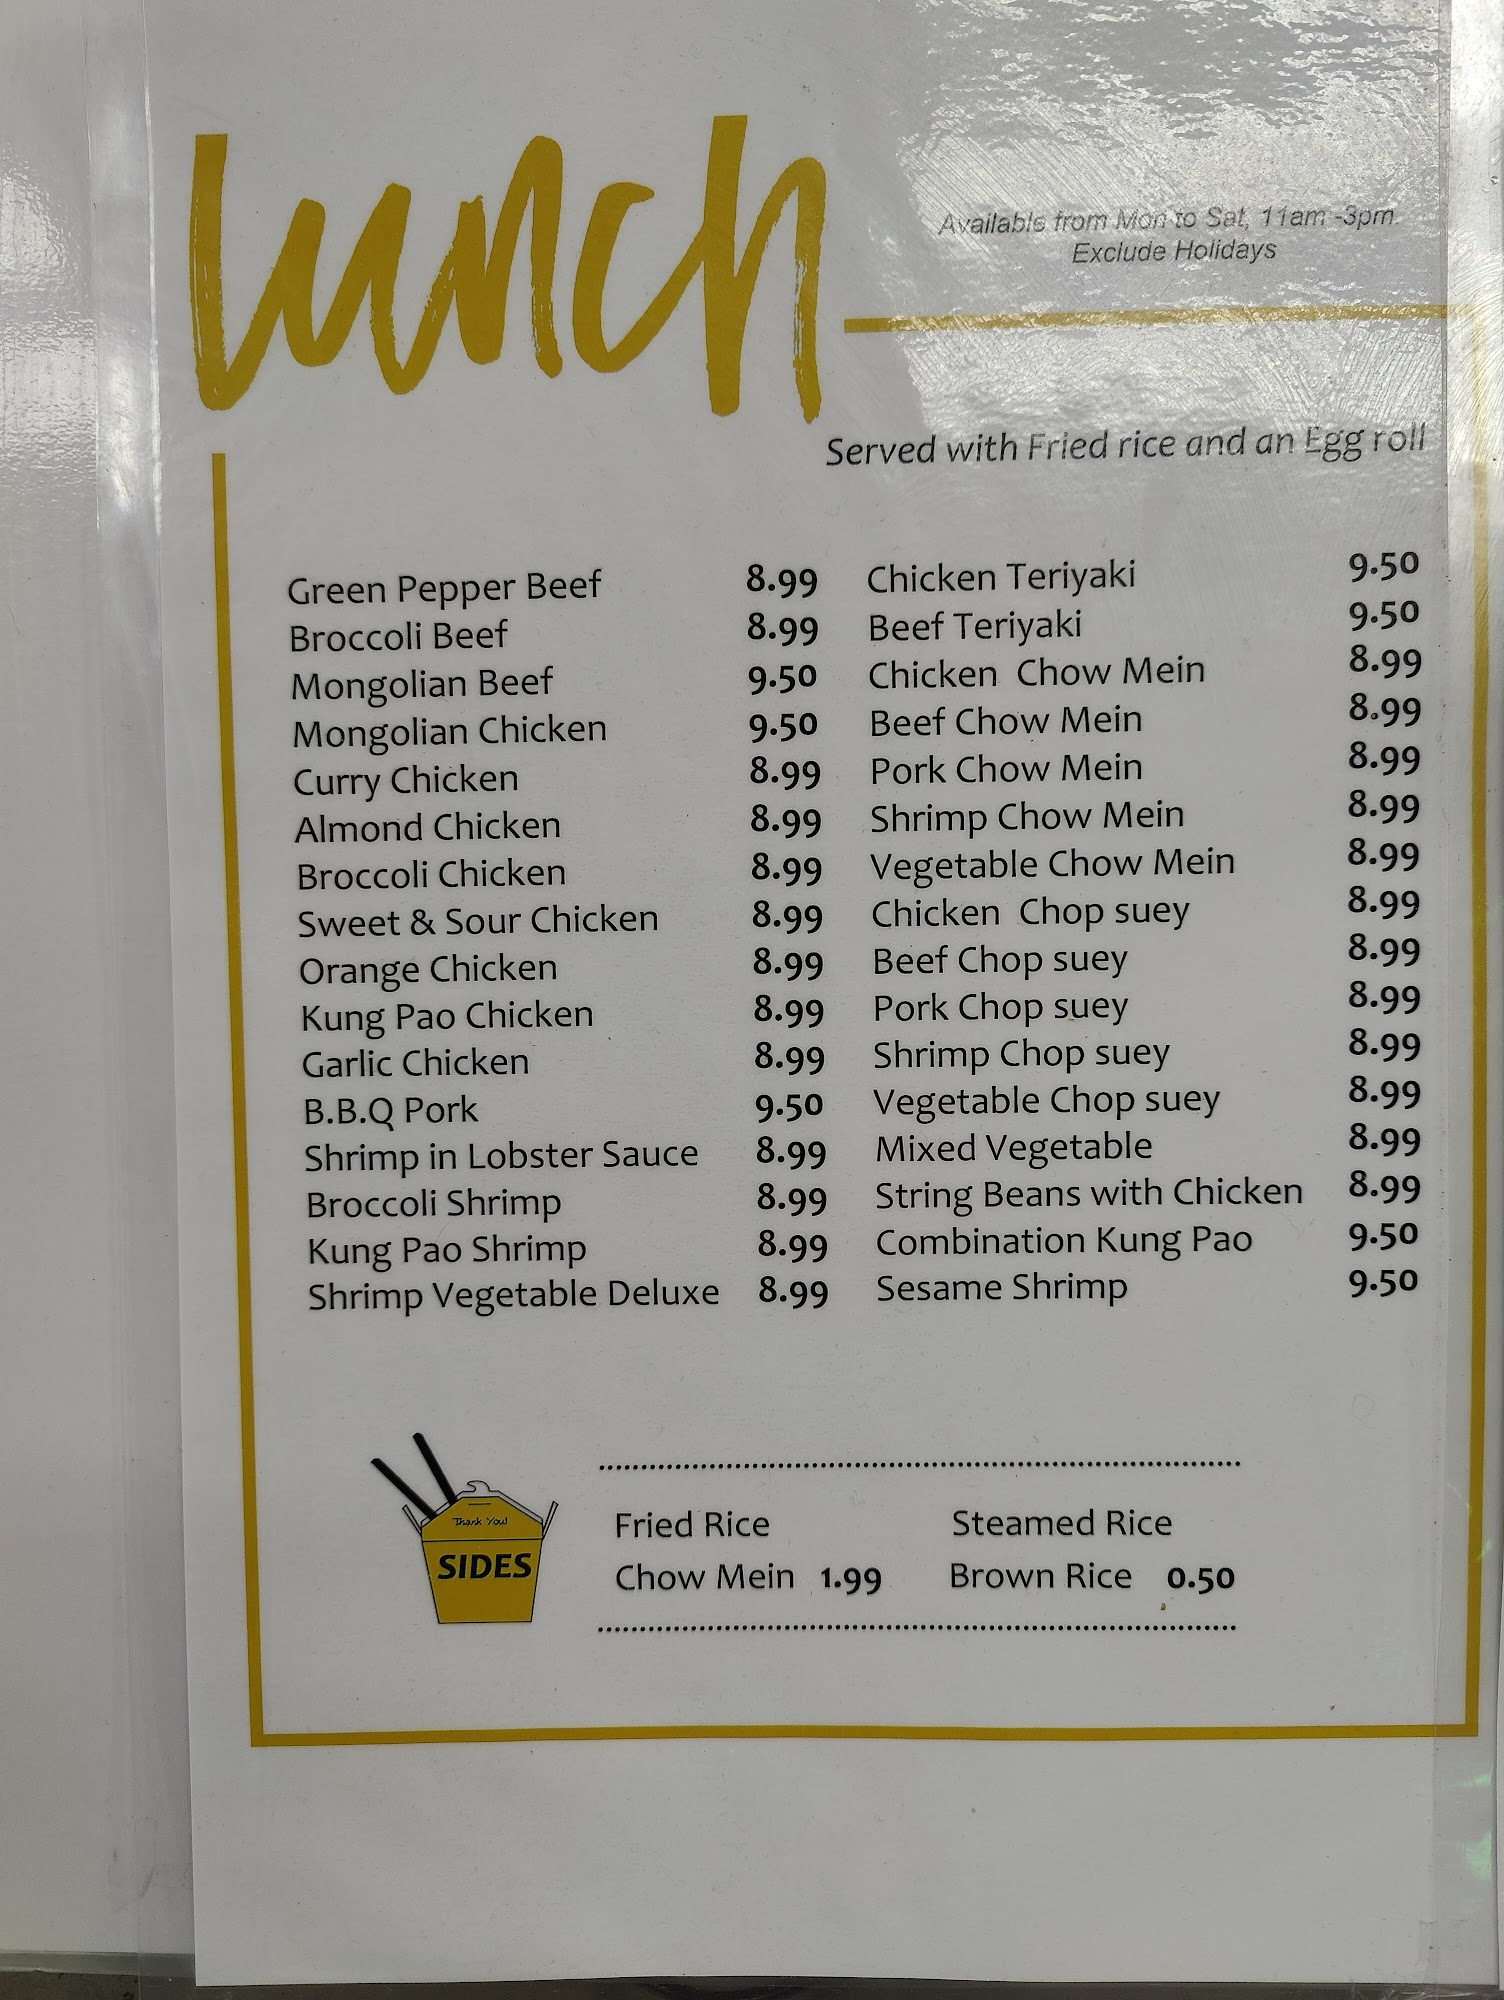 Lunch
Available from Mon to Sat, 11am -3pm
Exclude Holidays
Served with Fried rice and an Egg roll
Green Pepper Beef 8.99
Broccoli Beef 8.99
Mongolian Beef 9.50
Mongolian Chicken 9.50
Curry Chicken 8.99
Almond Chicken 8.99
Broccoli Chicken 8.99
Sweet & Sour Chicken 8.99
Orange Chicken 8.99
Kung Pao Chicken 8.99
Garlic Chicken 8.99
B.B.Q Pork 9.50
Shrimp in Lobster Sauce 8.99
Broccoli Shrimp 8.99
Kung Pao Shrimp 8.99
Shrimp Vegetable Deluxe 8.99
Chicken Teriyaki 9.50
Beef Teriyaki 9.50
Chicken Chow Mein 8.99
Beef Chow Mein 8.99
Pork Chow Mein 8.99
Shrimp Chow Mein 8.99
Vegetable Chow Mein 8.99
Chicken Chop suey 8.99
Beef Chop suey 8.99
Pork Chop suey 8.99
Shrimp Chop suey 8.99
Vegetable Chop suey 8.99
Mixed Vegetable 8.99
String Beans with Chicken 8.99
Combination Kung Pao 9.50
Sesame Shrimp 9.50
Thank You!
SIDES
Fried Rice
Chow Mein 1.99
Steamed Rice
Brown Rice 0.50